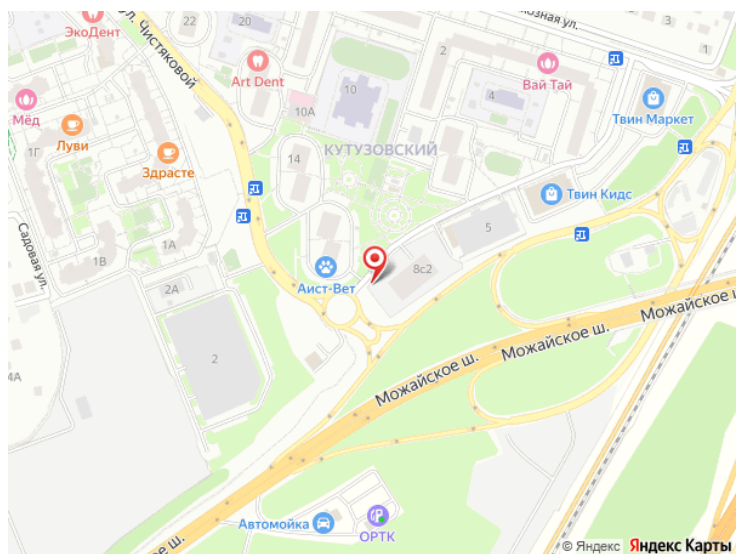 ЭкоДент
22
20
ул. Чистяковой
2
3
1
Art Dent
Вай Тай
10
4
10А
Мёд
Луви
1Г
Твин Маркет
КУТУЗОВСКИЙ
14
Здрасте
Твин Кидс
Садовая ул.
5
1А
1В
8с2
2А
Аист-Вет
Можайское ш.
Можайское ш.
Можайское ш.
2
4А
Автомойка
ОРТК
ское ш.
© Яндекс Яндекс Карты